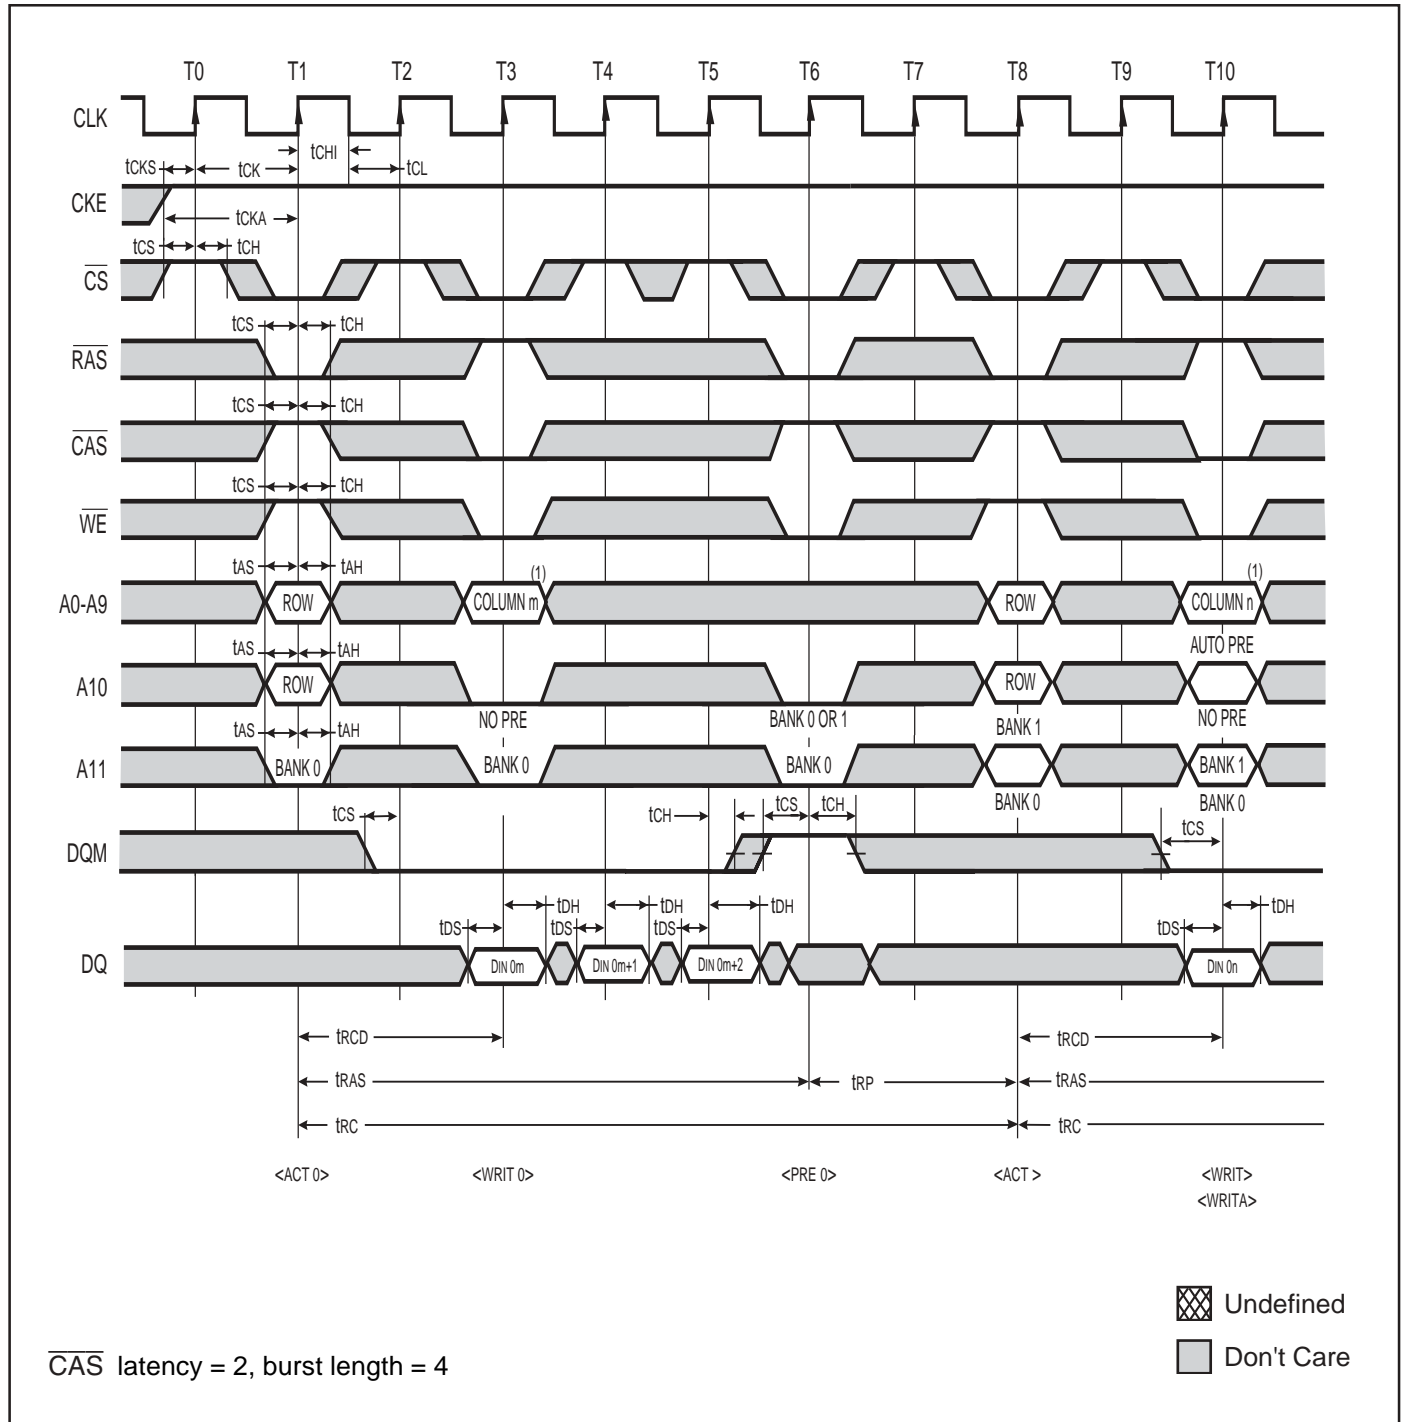 T0 T1 T2 T3 T4 T5 T6 T7 T8 T9 T10
CLK
tCHI
tCKS tCK tCL
CKE
tCKA
tCS tCH
CS
tCS tCH
RAS
tCS tCH
CAS
tCS tCH
WE
tAS tAH
(1) (1)
A0-A9 ROW COLUMN m ROW COLUMN n
tAS tAH AUTO PRE
A10 ROW ROW
NO PRE BANK 0 OR 1 BANK 1 NO PRE
tAS tAH
A11 BANK 0 BANK 0 BANK 0 BANK 1
BANK 0 BANK 0
tCS tCH tCS tCH tCS
DQM
tDH tDH tDH tDH
tDS tDS tDS tDS
DQ DIN 0m DIN 0m+1 DIN 0m+2 DIN 0n
tRCD tRCD
tRAS tRP tRAS
tRC tRC
<ACT 0> <WRIT 0> <PRE 0> <ACT > <WRIT>
<WRITA>
Undefined
Don't Care
CAS latency = 2, burst length = 4